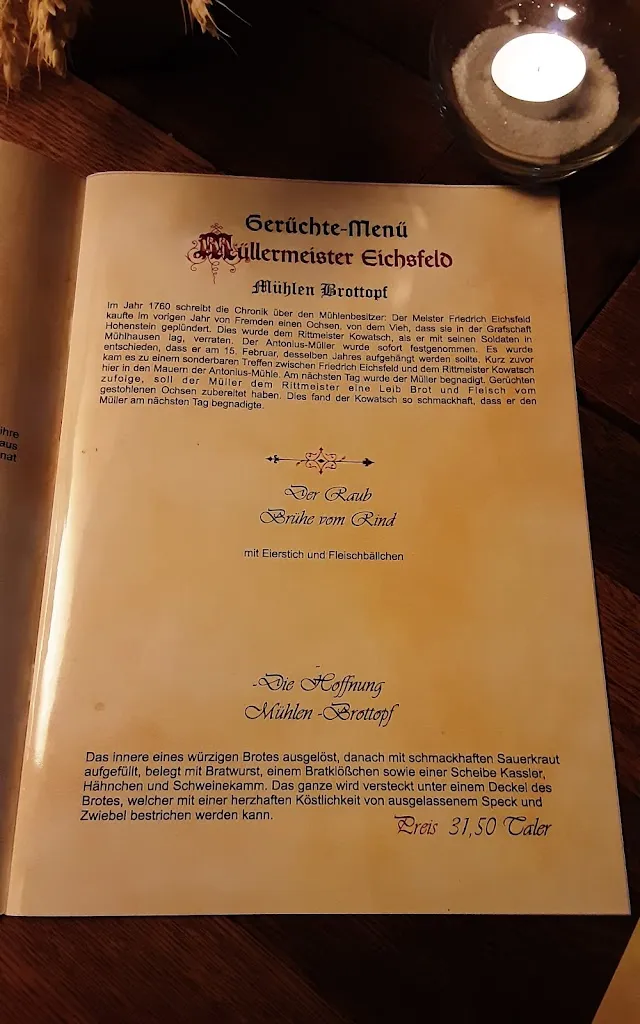 Gerüchte-Menü
Müllermeister Eichsfeld
Mühlen Brottopf
Im Jahr 1760 schreibt die Chronik über den Mühlenbesitzer: Der Meister Friedrich Eichsfeld
kaufte im vorigen Jahr von Fremden einen Ochsen, von dem Vieh, dass sie in der Grafschaft
Hohenstein geplündert. Dies wurde dem Rittmeister Kowatsch, als er mit seinen Soldaten in
Mühlhausen lag, verraten. Der Antonius-Müller wurde sofort festgenommen. Es wurde
entschieden, dass er am 15. Februar, desselben Jahres aufgehängt werden sollte. Kurz zuvor
kam es zu einem sonderbaren Treffen zwischen Friedrich Eichsfeld und dem Rittmeister Kowatsch
hier in den Mauern der Antonius-Mühle. Am nächsten Tag wurde der Müller begnadigt. Gerüchten
zufolge, soll der Müller dem Rittmeister eine Leib Brot und Fleisch vom
gestohlenen Ochsen zubereitet haben. Dies fand der Kowatsch so schmackhaft, dass er den
Müller am nächsten Tag begnadigte.
Der Raub
Brühe vom Rind
mit Eierstich und Fleischbällchen
-Die Hoffnung
Mühlen -Brottopf
Das innere eines würzigen Brotes ausgelöst, danach mit schmackhaften Sauerkraut
aufgefüllt, belegt mit Bratwurst, einem Bratklößchen sowie einer Scheibe Kassler,
Hähnchen und Schweinekamm. Das ganze wird versteckt unter einem Deckel des
Brotes, welcher mit einer herzhaften Köstlichkeit von ausgelassenem Speck und
Zwiebel bestrichen werden kann.
Preis 31,50 Taler
ihre
aus
nat